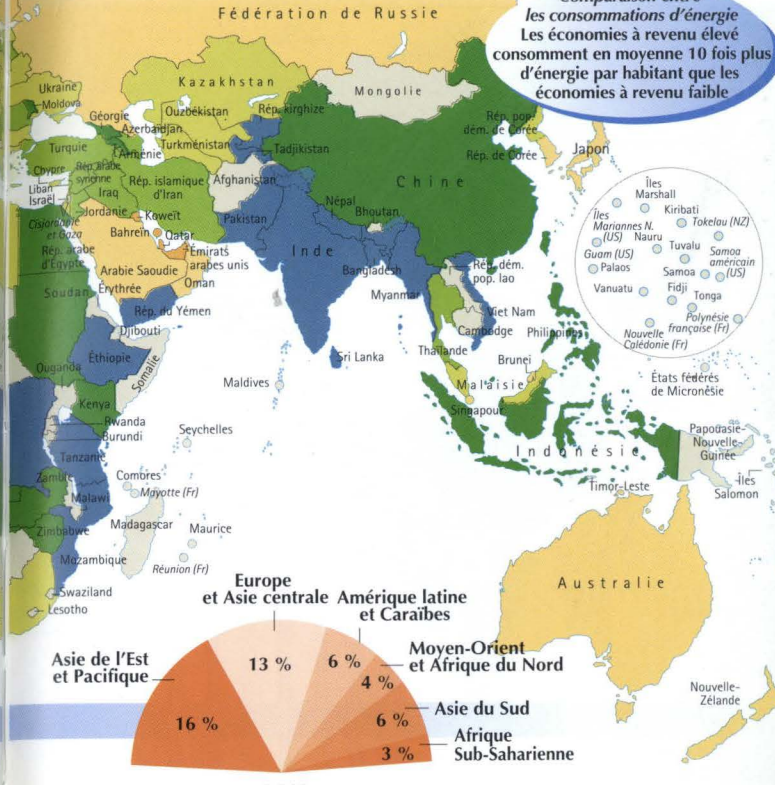 Comparaison entre
les consommations d'énergie
Les économies à revenu élevé
consomment en moyenne 10 fois plus
d'énergie par habitant que les
économies à revenu faible
Fédération de Russie
Kazakhstan
Mongolie
Ukraine
Moldova
Géorgie
Azerbaïdjan
Arménie
Turquie
Ouzbékistan
Turkménistan
Rép. kirghize
Tadjikistan
Rép. pop.
dém. de Corée
Rép. de Corée
Japon
Chine
Chypre
Rép. arabe
syrienne
Liban
Israël
Iraq
Rép. islamique
d'Iran
Afghanistan
Jordanie
Cisjordanie
et Gaza
Koweït
Bahreïn
Qatar
Pakistan
Népal
Bhoutan
Inde
Rép. arabe
d'Égypte
Arabie Saoudie
Émirats
arabes unis
Oman
Bangladesh
Myanmar
Rép. dém.
pop. lao
Soudan
Érythrée
Rép. du Yémen
Djibouti
Viet Nam
Cambodge
Philippines
Éthiopie
Somalie
Sri Lanka
Thaïlande
Brunei
Ouganda
Maldives
Malaisie
Kenya
Singapour
Rwanda
Burundi
Seychelles
Indonésie
Papouasie-
Nouvelle-
Guinée
Tanzanie
Comores
Mayotte (Fr)
Zambie
Malawi
Timor-Leste
Îles
Salomon
Madagascar
Maurice
Zimbabwe
Mozambique
Réunion (Fr)
Swaziland
Lesotho
Australie
Nouvelle-
Zélande
Îles
Marshall
Îles
Mariannes N.
(US)
Kiribati
Tokelau (NZ)
Nauru
Guam (US)
Tuvalu
Samoa
américain
(US)
Palaos
Samoa
Vanuatu
Fidji
Tonga
Polynésie
française (Fr)
Nouvelle
Calédonie (Fr)
États fédérés
de Micronésie
Europe
et Asie centrale
Amérique latine
et Caraïbes
Asie de l'Est
et Pacifique
Moyen-Orient
et Afrique du Nord
13 %
6 %
4 %
Asie du Sud
16 %
6 %
Afrique
Sub-Saharienne
3 %